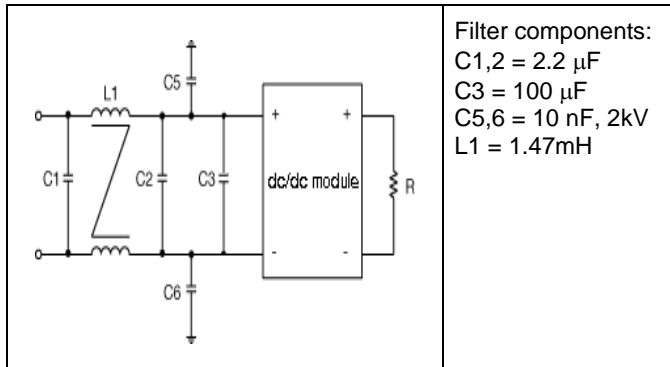 L1
C5
C1
C2
C3
+ +
dc/dc module
R
- -
C6
Filter components:
C1,2 = 2.2 μF
C3 = 100 μF
C5,6 = 10 nF, 2kV
L1 = 1.47mH